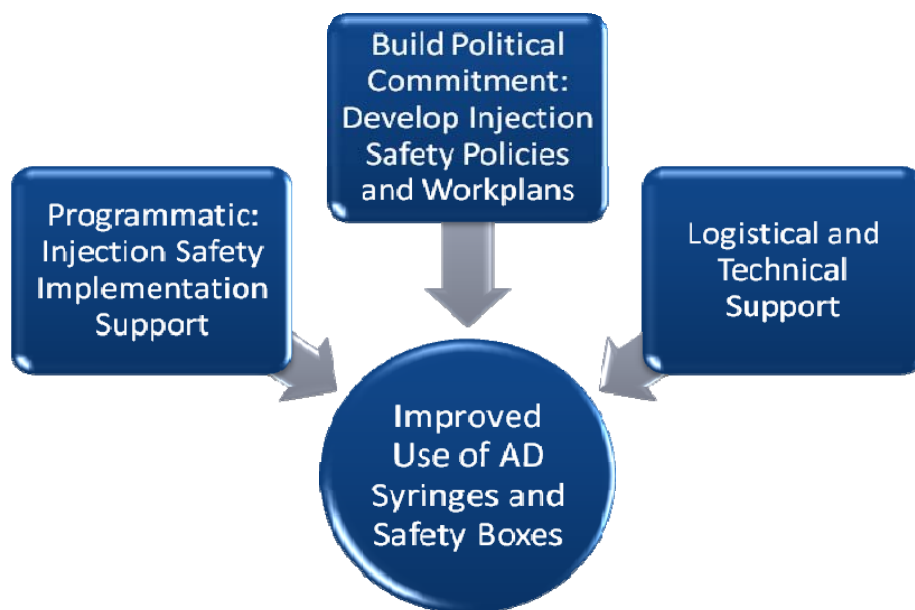 Build Political
Commitment:
Develop Injection
Safety Policies
and Workplans
Programmatic:
Injection Safety
Implementation
Support
Logistical and
Technical
Support
Improved
Use of AD
Syringes and
Safety Boxes